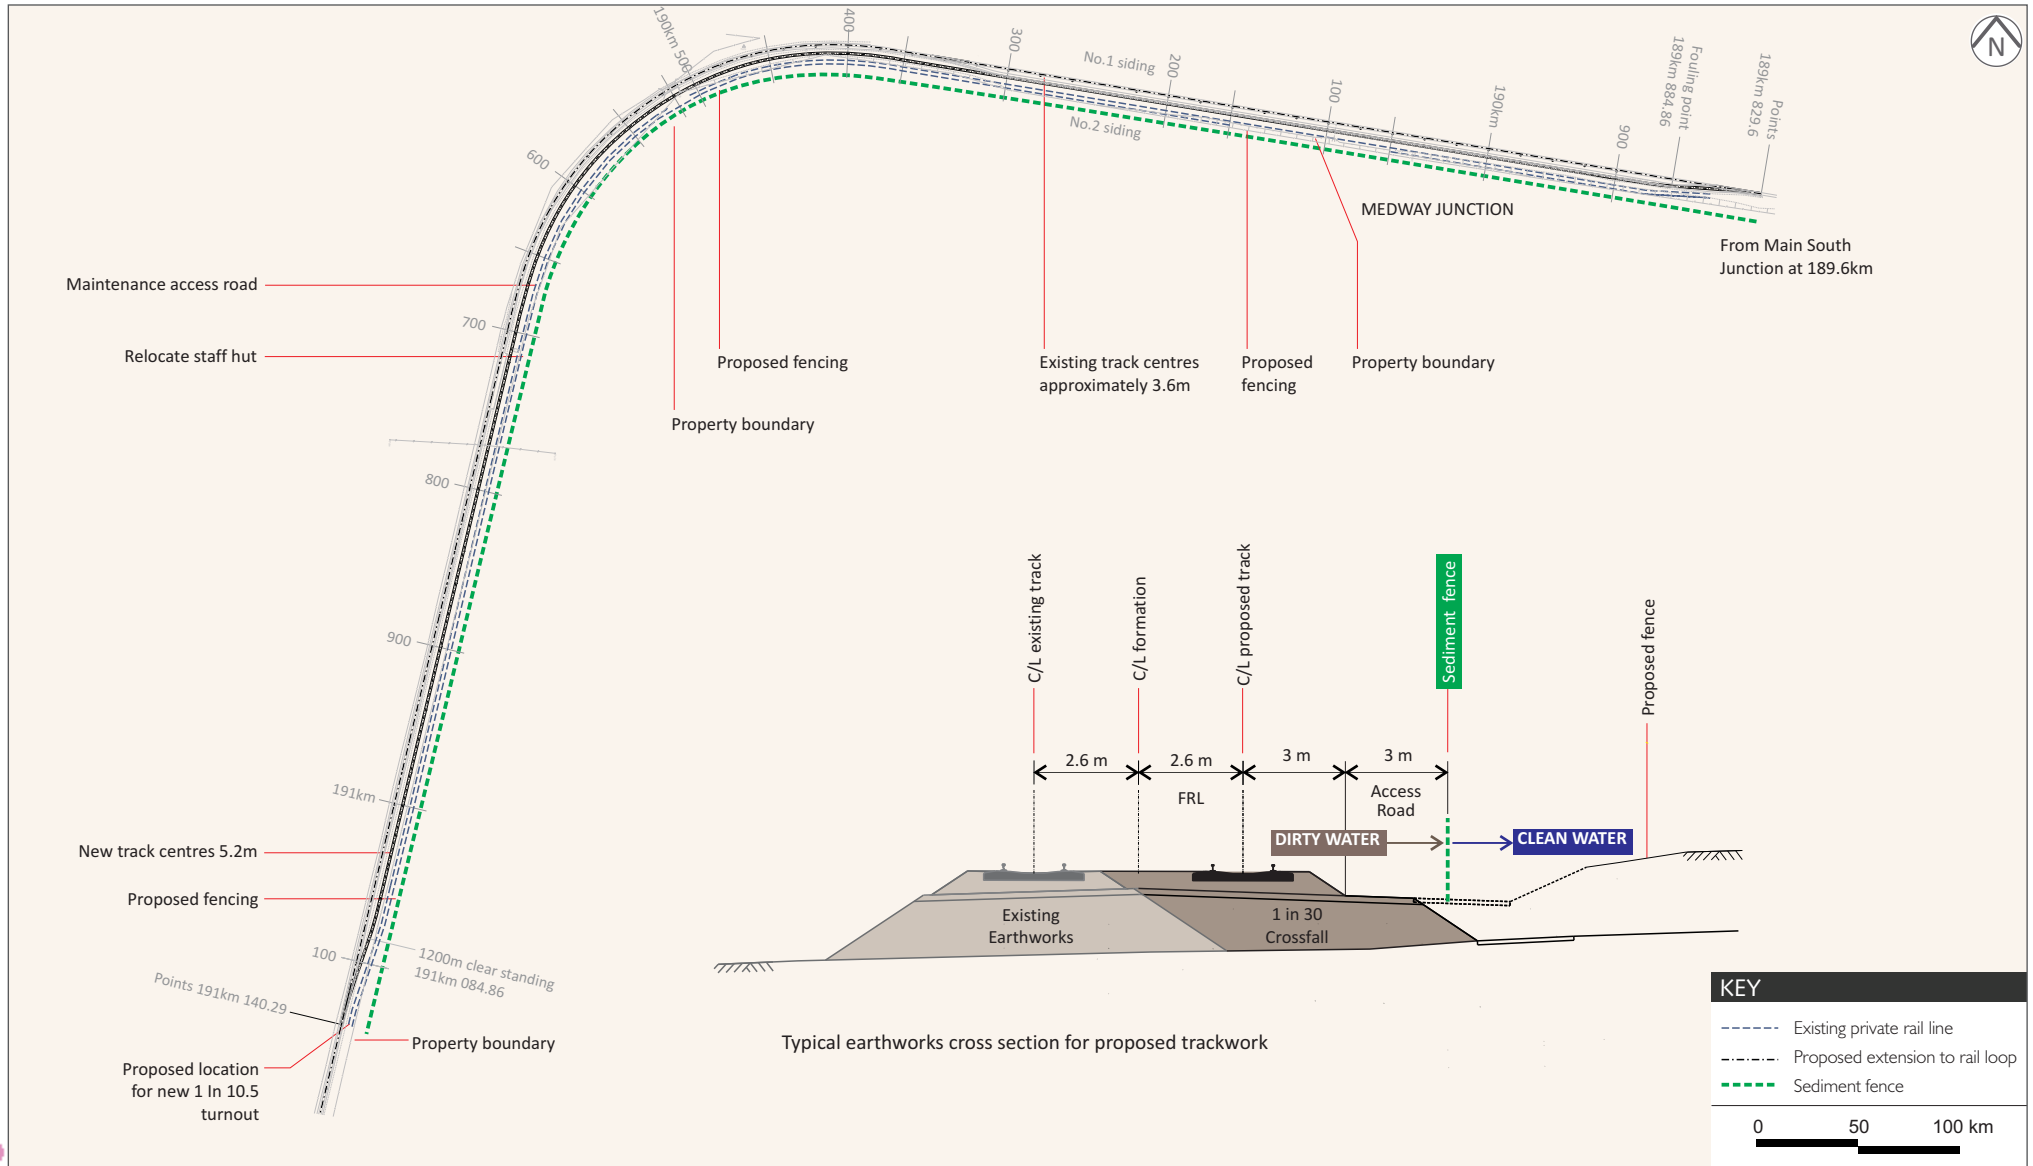 N
190km 500
400
300
No.1 siding
200
100
190km
900
Fouling point
189km 884.86
Points
189km 829.6
No.2 siding
600
MEDWAY JUNCTION
From Main South
Junction at 189.6km
Maintenance access road
700
Relocate staff hut
Proposed fencing
Existing track centres
approximately 3.6m
Proposed
fencing
Property boundary
Property boundary
800
900
191km
New track centres 5.2m
Proposed fencing
100
1200m clear standing
191km 084.86
Points 191km 140.29
Property boundary
Proposed location
for new 1 In 10.5
turnout
C/L existing track
C/L formation
C/L proposed track
Sediment fence
Proposed fence
2.6 m
2.6 m
3 m
3 m
FRL
Access
Road
DIRTY WATER
CLEAN WATER
Existing
Earthworks
1 in 30
Crossfall
Typical earthworks cross section for proposed trackwork
KEY
Existing private rail line
Proposed extension to rail loop
Sediment fence
0 50 100 km